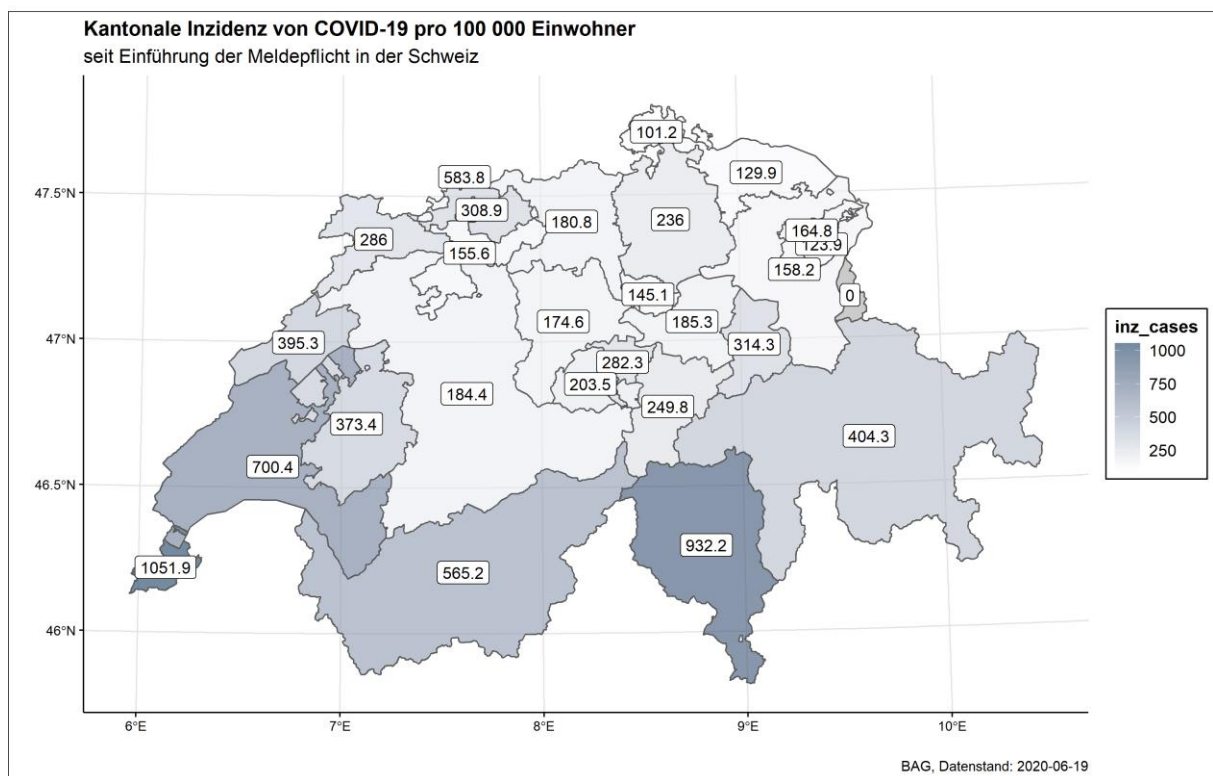 Kantonale Inzidenz von COVID-19 pro 100 000 Einwohner
seit Einführung der Meldepflicht in der Schweiz
101.2
583.8
129.9
47.5°N
308.9
180.8
236
164.8
286
123.9
155.6
158.2
145.1
0
174.6
185.3
47°N
395.3
314.3
282.3
203.5
184.4
249.8
373.4
404.3
700.4
46.5°N
932.2
1051.9
565.2
46°N
inz_cases
1000
750
500
250
6°E
7°E
8°E
9°E
10°E
BAG, Datenstand: 2020-06-19